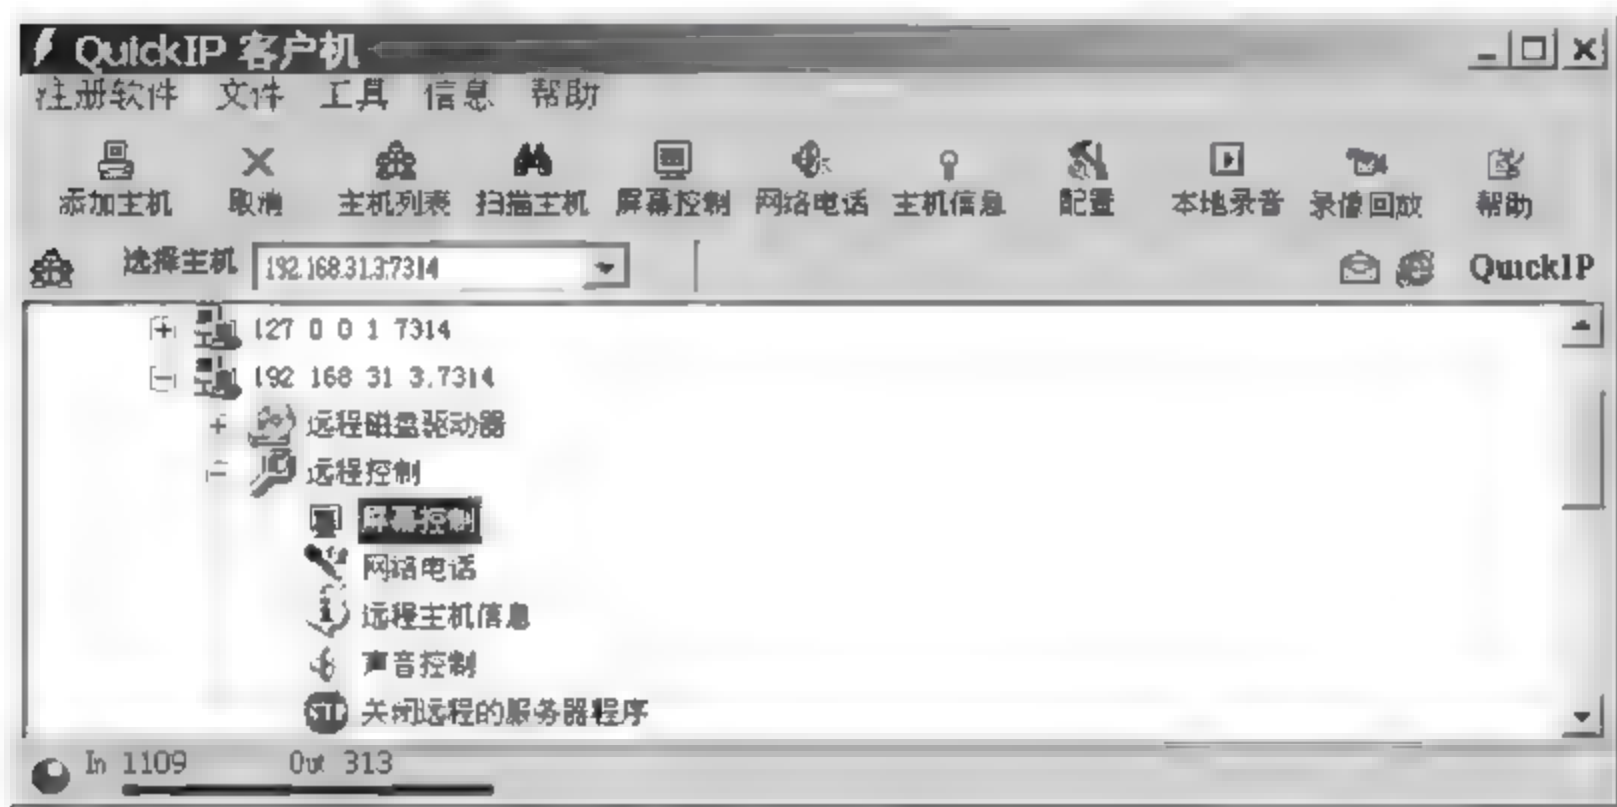 QuickIP 客户机
注册软件 文件 工具 信息 帮助
添加主机 取消 主机列表 扫描主机 屏幕控制 网络电话 主机信息 配置 本地录音 录像回放 帮助
选择主机 192.168.31.3:7314 QuickIP
127 0 0 1 7314
192 168 31 3.7314
远程磁盘驱动器
远程控制
屏幕控制
网络电话
远程主机信息
声音控制
关闭远程的服务器程序
In 1109 Out 313